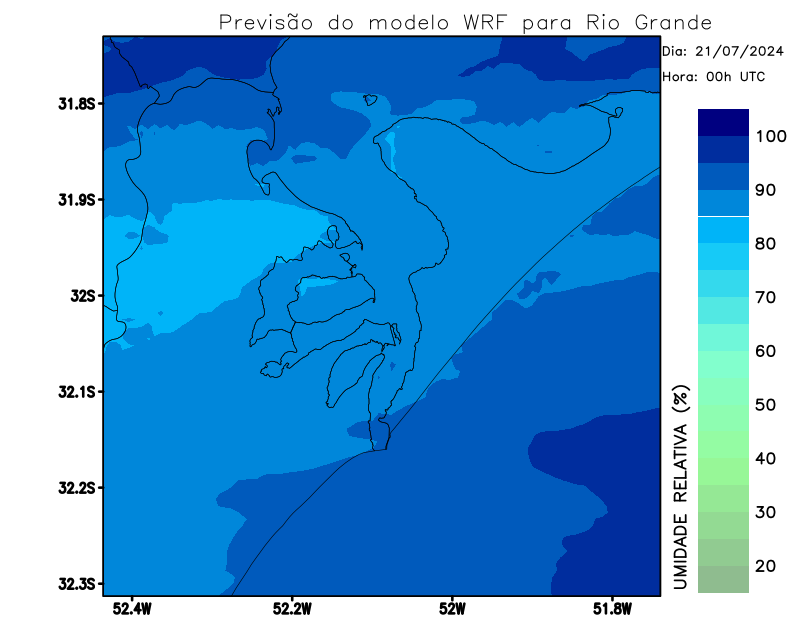 Previsão do modelo WRF para Rio Grande
Dia: 21/07/2024
Hora: 00h UTC
31.8S
31.9S
32S
32.1S
32.2S
32.3S
52.4W
52.2W
52W
51.8W
100
90
80
70
60
50
40
30
20
UMIDADE RELATIVA (%)